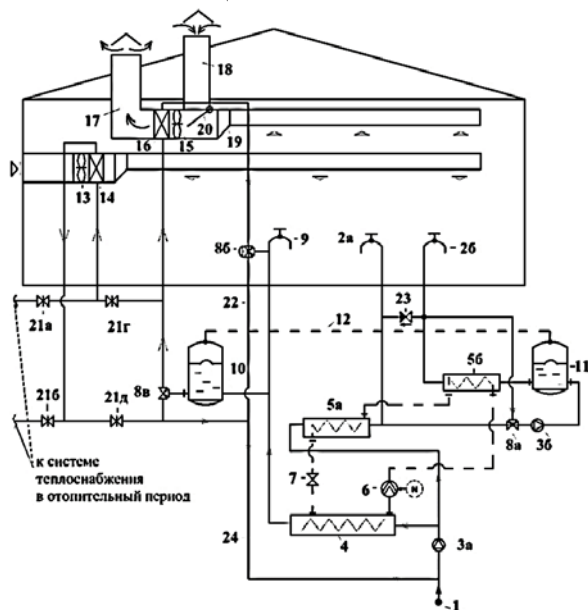 18
17
20
16
15
19
13
14
8б
9
2а
2б
22
23
21а
21г
12
10
11
5б
21б
21д
8в
5а
8а
3б
7
6
N
к системе
теплоснабжения
в отопительный период
24
4
3а
1